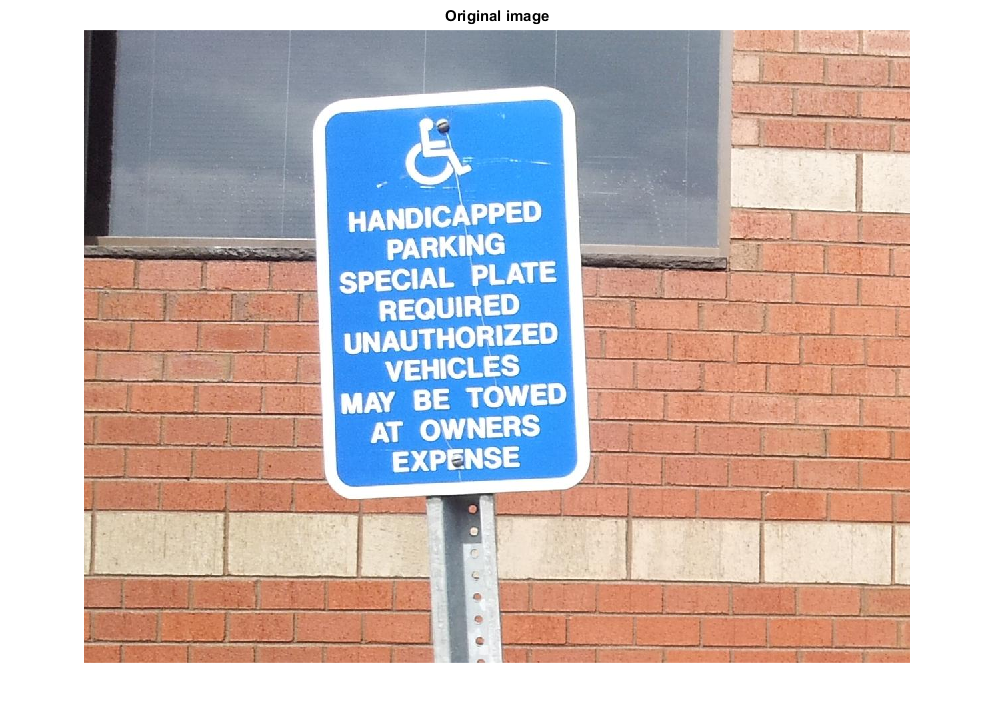 Original image
HANDICAPPED
PARKING
SPECIAL PLATE
REQUIRED
UNAUTHORIZED
VEHICLES
MAY BE TOWED
AT OWNERS
EXPENSE